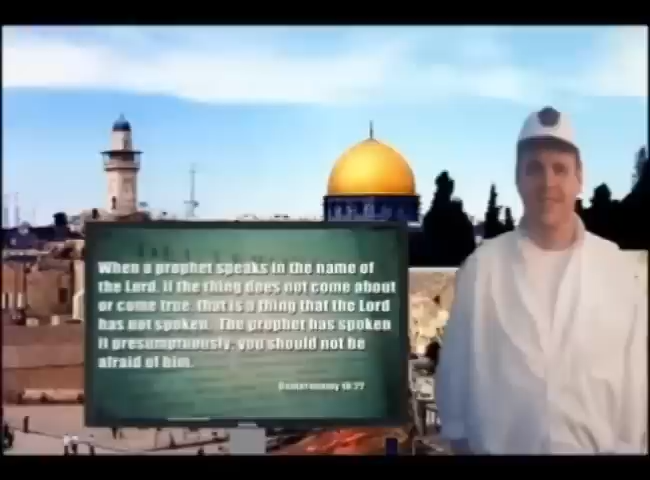 When a prophet speaks in the name of
the Lord, if the thing does not come about
or come true, that is a thing that the Lord
has not spoken. The prophet has spoken
it presumptuously; you should not be
afraid of him.
Deuteronomy 18:22